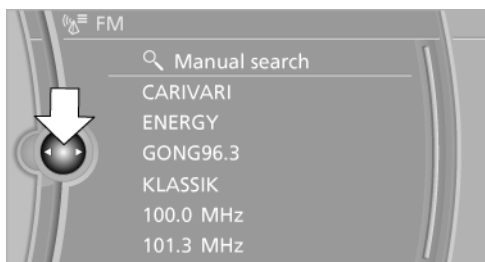 FM
Manual search
CARIVARI
ENERGY
GONG96.3
KLASSIK
100.0 MHz
101.3 MHz